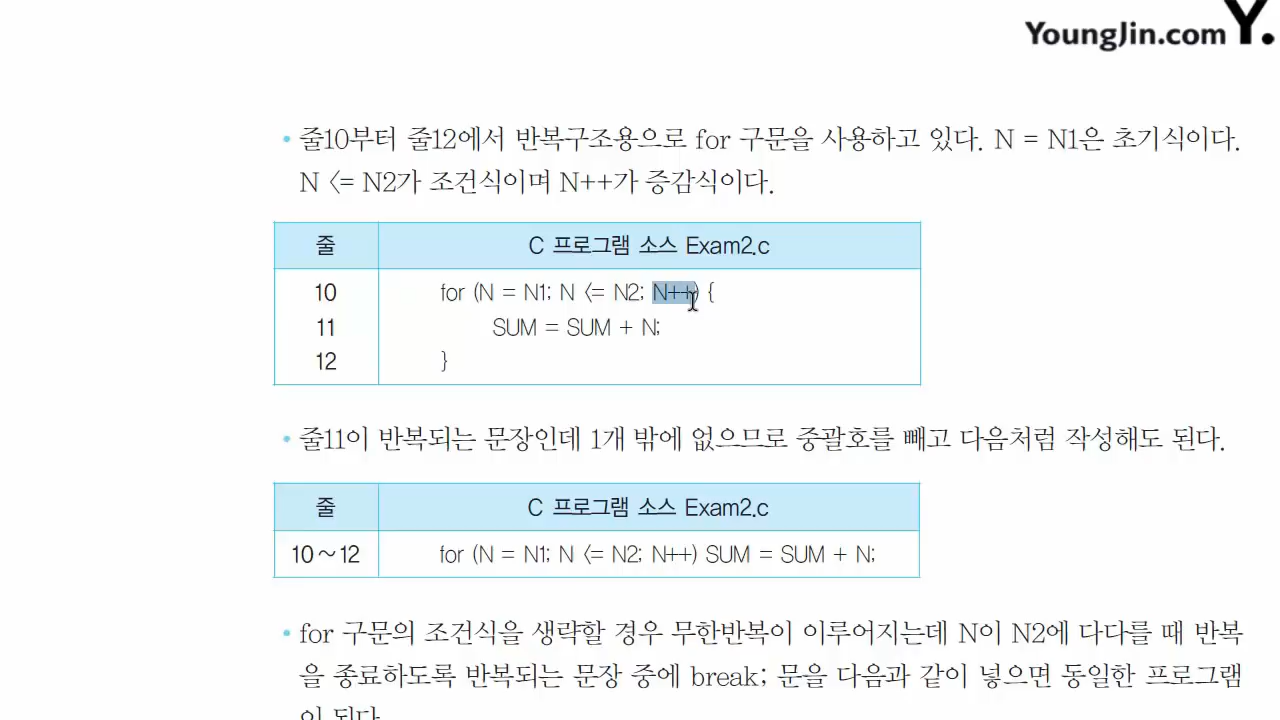 YoungJin.com Y.
• 줄10부터 줄12에서 반복구조용으로 for 구문을 사용하고 있다. N = N1은 초기식이다.
N <= N2가 조건식이며 N++가 증감식이다.
줄 C 프로그램 소스 Exam2.c
10 for (N = N1; N <= N2; N++) {
11 SUM = SUM + N;
12 }
• 줄11이 반복되는 문장인데 1개 밖에 없으므로 중괄호를 빼고 다음처럼 작성해도 된다.
줄 C 프로그램 소스 Exam2.c
10~12 for (N = N1; N <= N2; N++) SUM = SUM + N;
• for 구문의 조건식을 생략할 경우 무한반복이 이루어지는데 N이 N2에 다다를 때 반복
을 종료하도록 반복되는 문장 중에 break; 문을 다음과 같이 넣으면 동일한 프로그램
이 된다